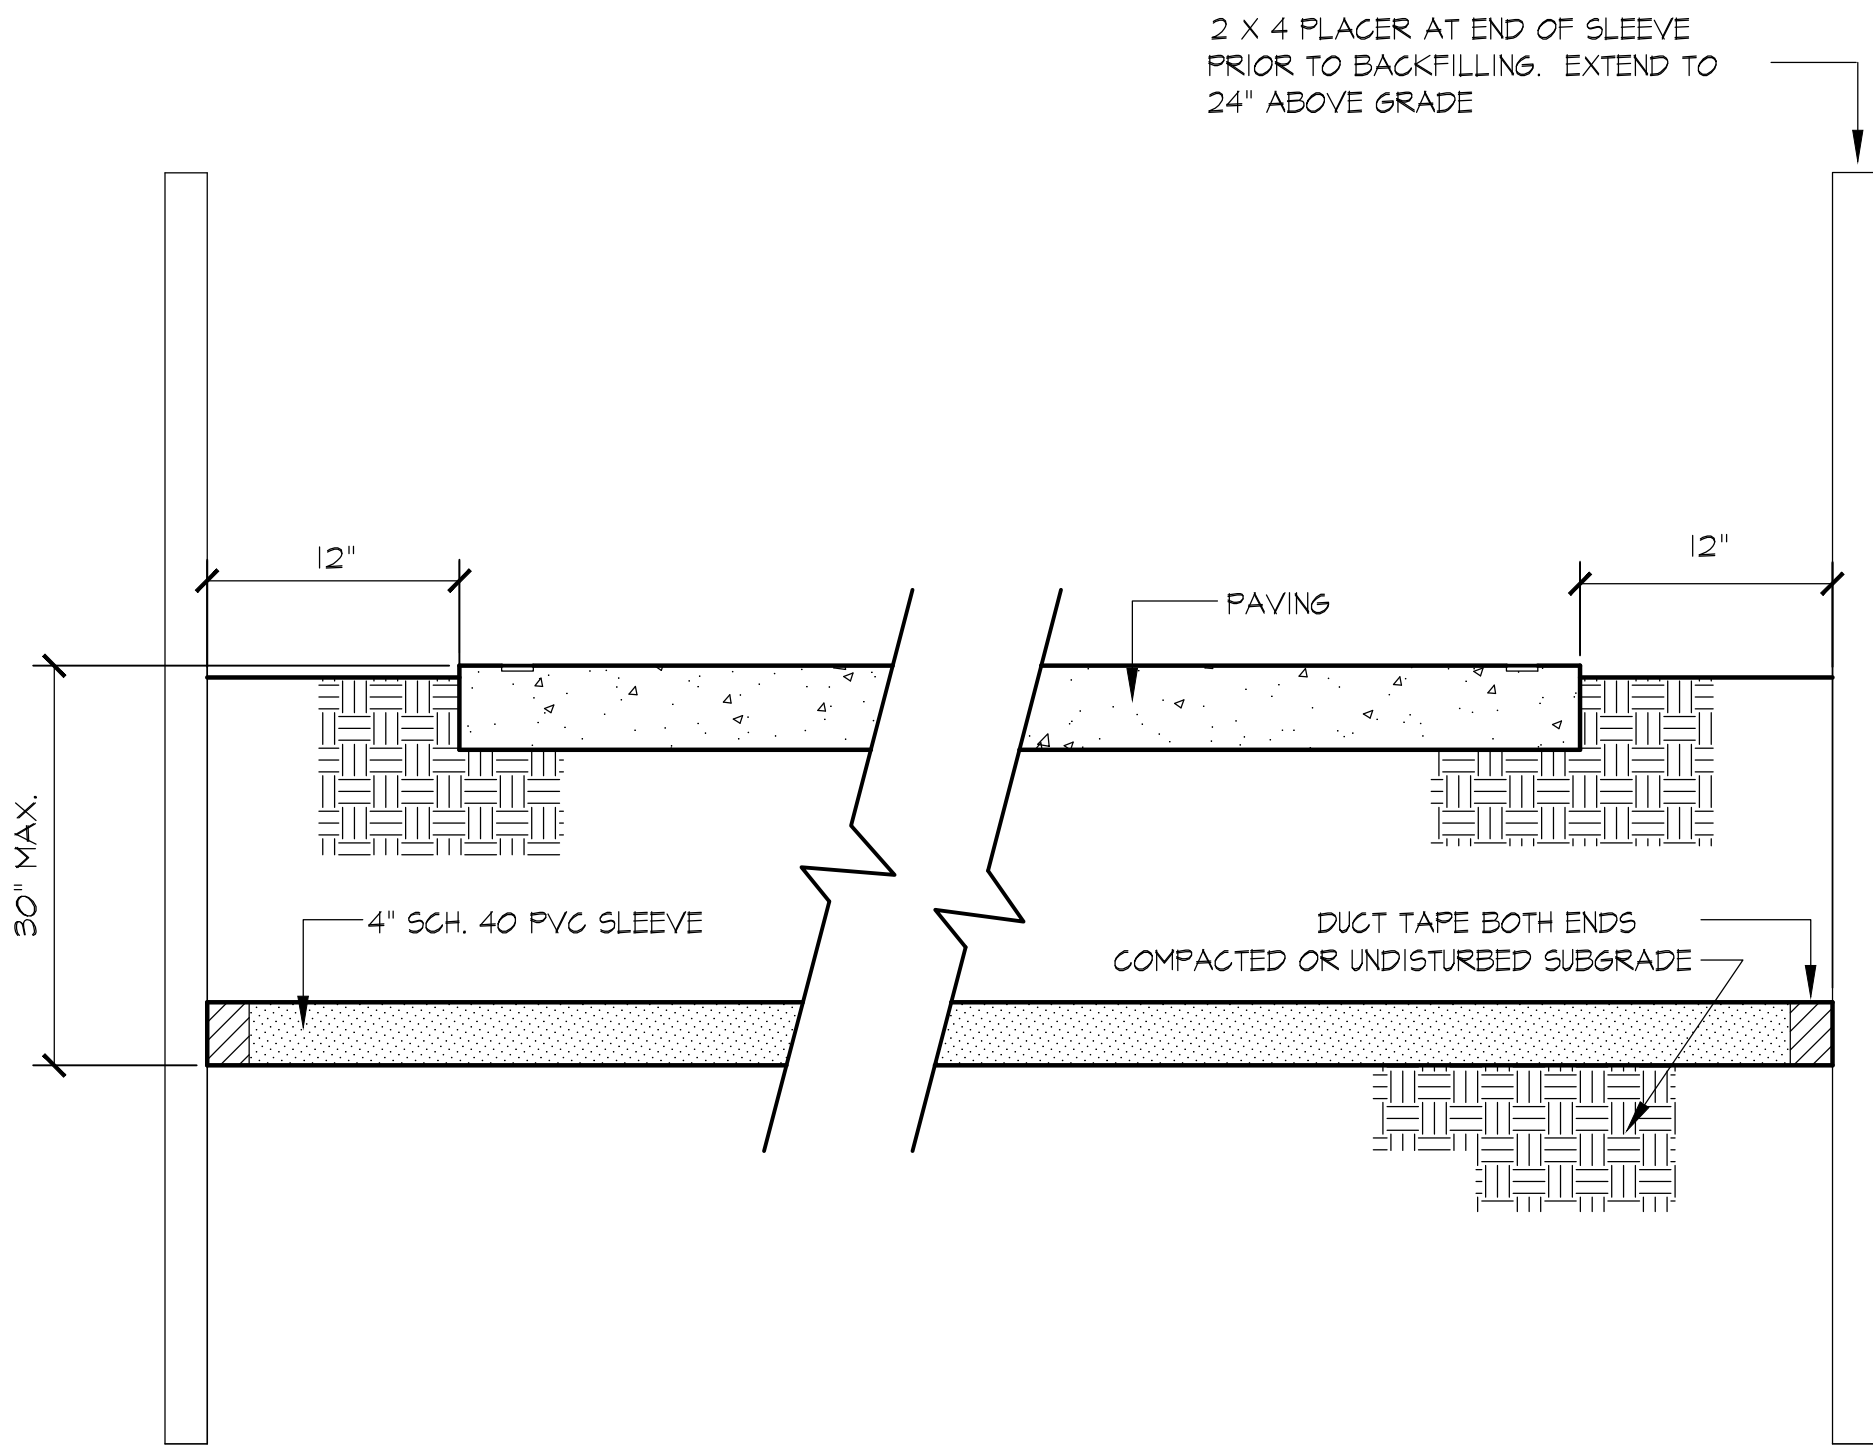 2 X 4 PLACER AT END OF SLEEVE
PRIOR TO BACKFILLING. EXTEND TO
24" ABOVE GRADE
12"
12"
PAVING
30" MAX.
4" SCH. 40 PVC SLEEVE
DUCT TAPE BOTH ENDS
COMPACTED OR UNDISTURBED SUBGRADE